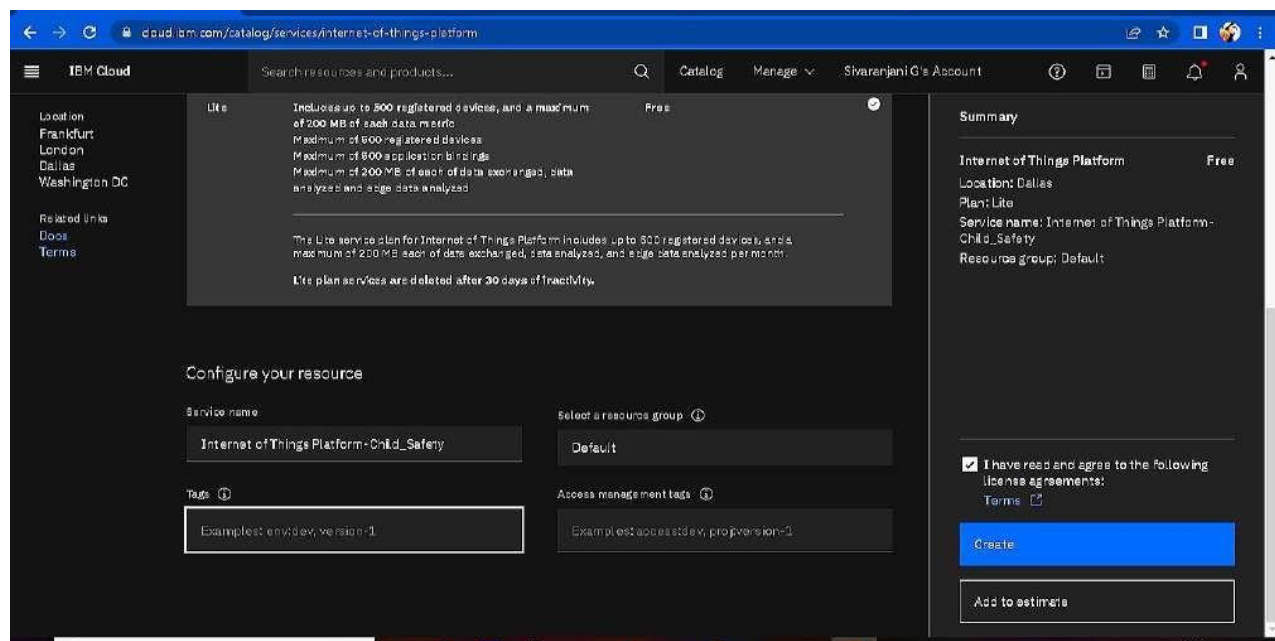 cloud.ibm.com/catalog/services/internet-of-things-platform
IBM Cloud
Search resources and products...
Catalog
Manage
Sivaranjani G's Account
Location
Frankfurt
London
Dallas
Washington DC
Related links
Docs
Terms
Lite
Includes up to 500 registered devices, and a maximum
of 200 MB of each data metric
Maximum of 500 registered devices
Maximum of 500 application bindings
Maximum of 200 MB of each of data exchanged, data
analyzed and edge data analyzed
Free
The Lite service plan for Internet of Things Platform includes up to 500 registered devices, and a
maximum of 200 MB each of data exchanged, data analyzed, and edge data analyzed per month.
Lite plan services are deleted after 30 days of inactivity.
Configure your resource
Service name
Internet of Things Platform-Child_Safety
Select a resource group
Default
Tags
Examples: env:dev, version-1
Access management tags
Examples: access:dev, proj:version-1
Summary
Internet of Things Platform Free
Location: Dallas
Plan: Lite
Service name: Internet of Things Platform-
Child_Safety
Resource group: Default
I have read and agree to the following
license agreements:
Terms
Create
Add to estimate